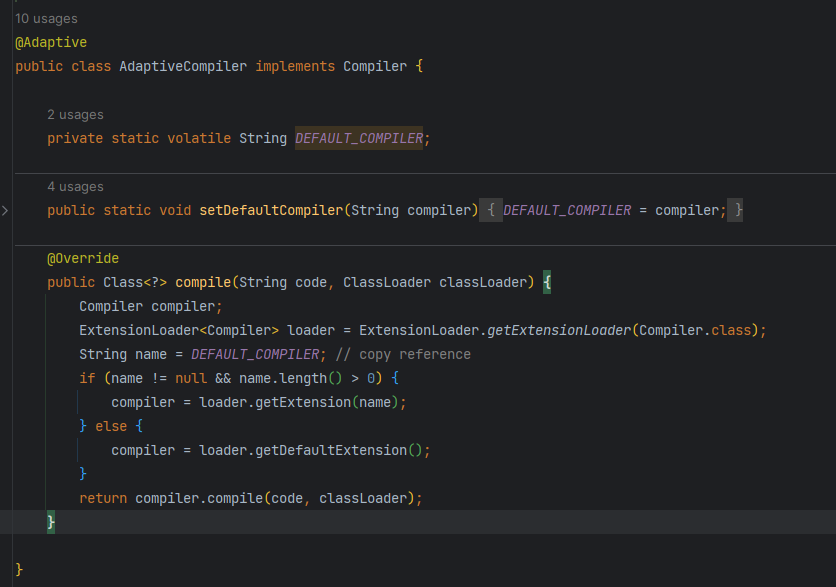 10 usages
@Adaptive
public class AdaptiveCompiler implements Compiler {
2 usages
private static volatile String DEFAULT_COMPILER;
4 usages
public static void setDefaultCompiler(String compiler) { DEFAULT_COMPILER = compiler; }
@Override
public Class<?> compile(String code, ClassLoader classLoader) {
Compiler compiler;
ExtensionLoader<Compiler> loader = ExtensionLoader.getExtensionLoader(Compiler.class);
String name = DEFAULT_COMPILER; // copy reference
if (name != null && name.length() > 0) {
compiler = loader.getExtension(name);
} else {
compiler = loader.getDefaultExtension();
}
return compiler.compile(code, classLoader);
}
}